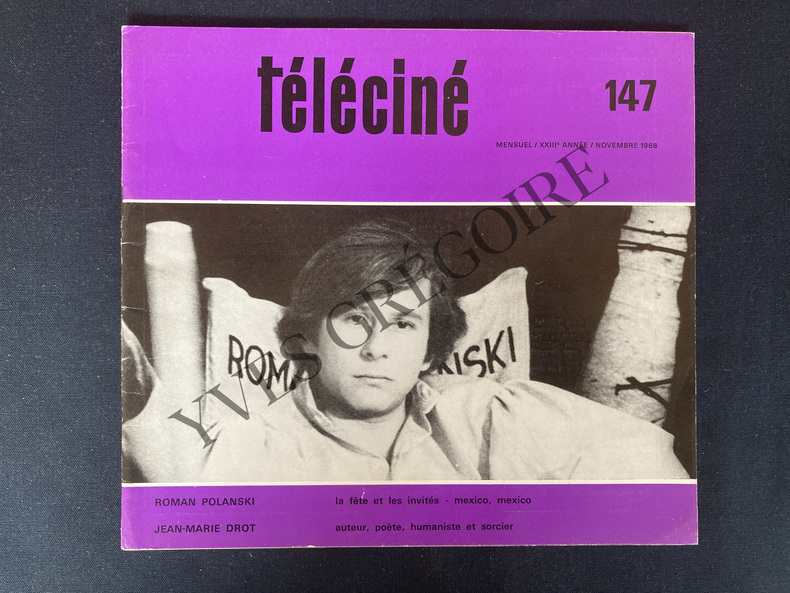 téléciné
147
MENSUEL / XXIIIe ANNÉE / NOVEMBRE 1968
ROMA NSKI
YVES GRÉGOIRE
ROMAN POLANSKI la fête et les invités - mexico, mexico
JEAN-MARIE DROT auteur, poète, humaniste et sorcier